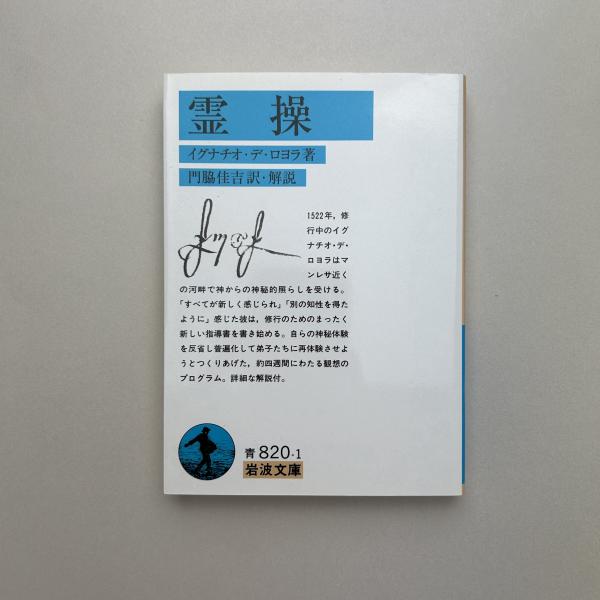 霊操
イグナチオ・デ・ロヨラ著
門脇佳吉訳・解説
1522年，修
行中のイグ
ナチオ・デ・
ロヨラはマ
ンレサ近く
の河畔で神からの神秘的照らしを受ける。
「すべてが新しく感じられ」「別の知性を得た
ように」感じた彼は，修行のためのまったく
新しい指導書を書き始める。自らの神秘体験
を反省し普遍化して弟子たちに再体験させよ
うとつくりあげた，約四週間にわたる観想の
プログラム。詳細な解説付。
青820-1
岩波文庫